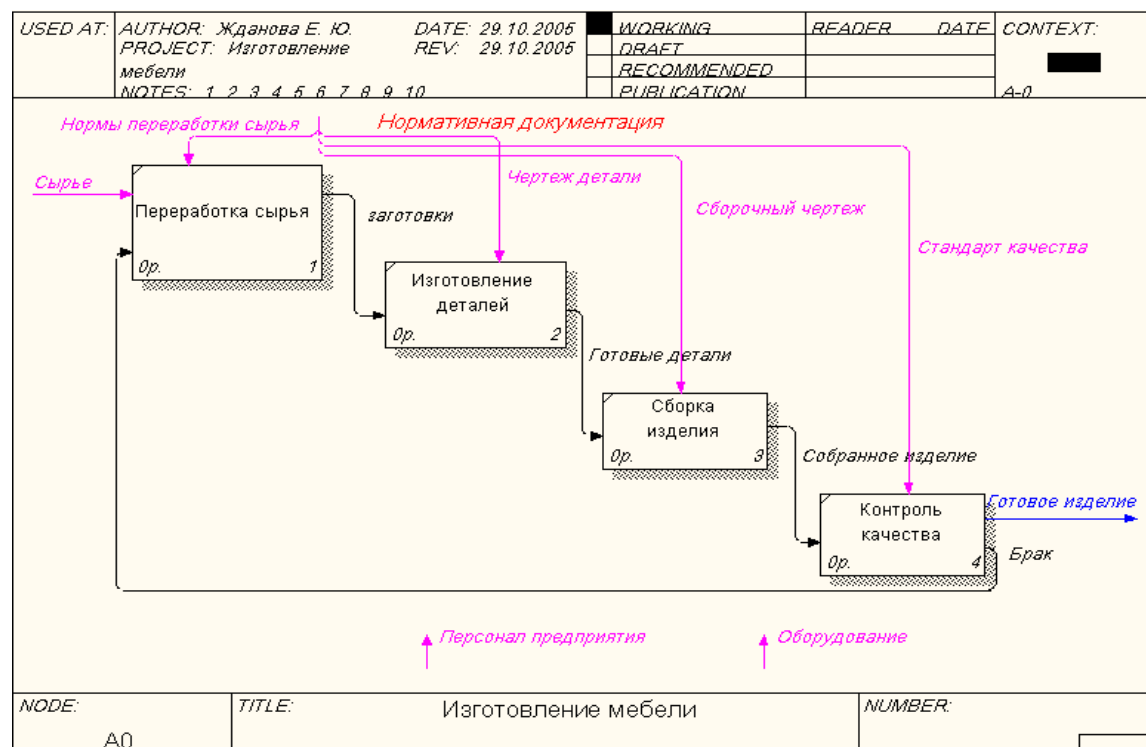 USED AT: AUTHOR: Жданова Е. Ю. DATE: 29.10.2005 WORKING READER DATE CONTEXT:
PROJECT: Изготовление REV: 29.10.2005 DRAFT
мебели RECOMMENDED
NOTES: 1 2 3 4 5 6 7 8 9 10 PUBLICATION A-0
Нормы переработки сырья Нормативная документация
Сырье
Чертеж детали
Переработка сырья
заготовки
Сборочный чертеж
Стандарт качества
0р. 1
Изготовление
деталей
0р. 2
Готовые детали
Сборка
изделия
0р. 3
Собранное изделие
Готовое изделие
Контроль
качества
Брак
0р. 4
Персонал предприятия Оборудование
NODE: TITLE: Изготовление мебели NUMBER:
A0